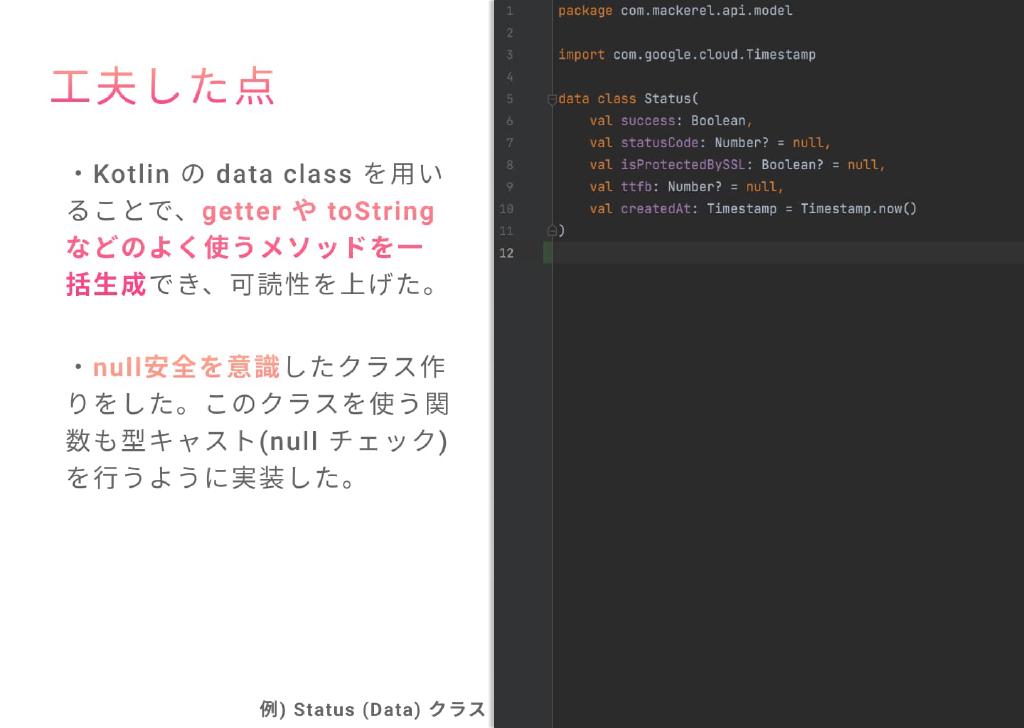 工夫した点
・Kotlin の data class を用い
ることで、getter や toString
などのよく使うメソッドを一
括生成でき、可読性を上げた。
・null安全を意識したクラス作
りをした。このクラスを使う関
数も型キャスト(null チェック)
を行うように実装した。
例) Status (Data) クラス
1 package com.mackerel.api.model
2
3 import com.google.cloud.Timestamp
4
5 data class Status(
6 val success: Boolean,
7 val statusCode: Number? = null,
8 val isProtectedBySSL: Boolean? = null,
9 val ttfb: Number? = null,
10 val createdAt: Timestamp = Timestamp.now()
11 )
12